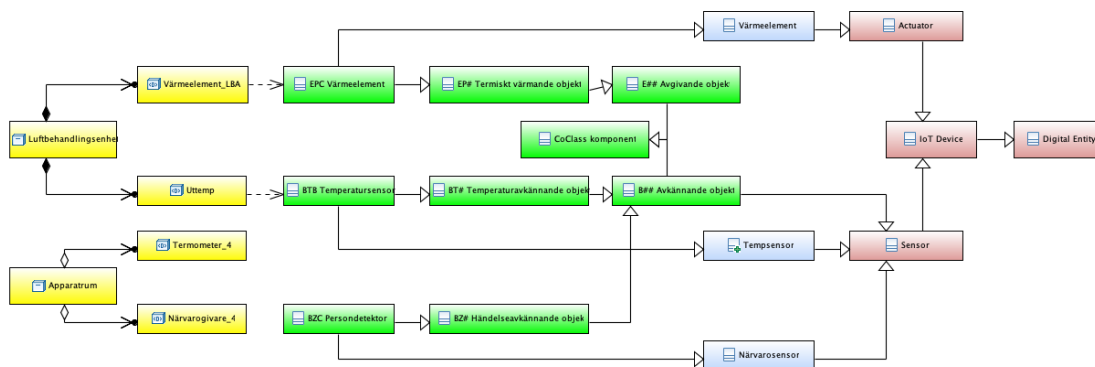 Värmeelement
Actuator
Värmeelement_LBA
EPC Värmeelement
EP# Termiskt värmande objekt
E## Avgivande objek
Luftbehandlingsenhet
CoClass komponent
IoT Device
Digital Entity
Uttemp
BTB Temperatursensor
BT# Temperaturavkännande objekt
B## Avkännande objekt
Termometer_4
Tempsensor
Sensor
Apparatrum
Närvarogivare_4
BZC Persondetektor
BZ# Händelseavkännande objek
Närvarosensor